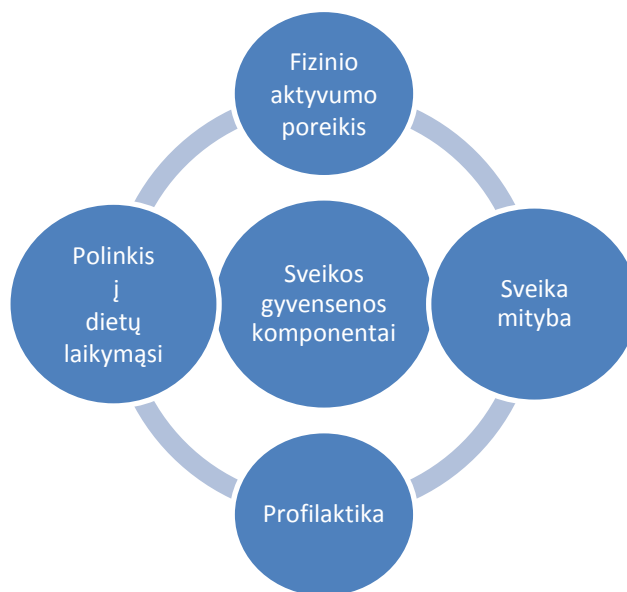 Fizinio
aktyvumo
poreikis
Polinkis
į
dietų
laikymąsi
Sveikos
gyvensenos
komponentai
Sveika
mityba
Profilaktika